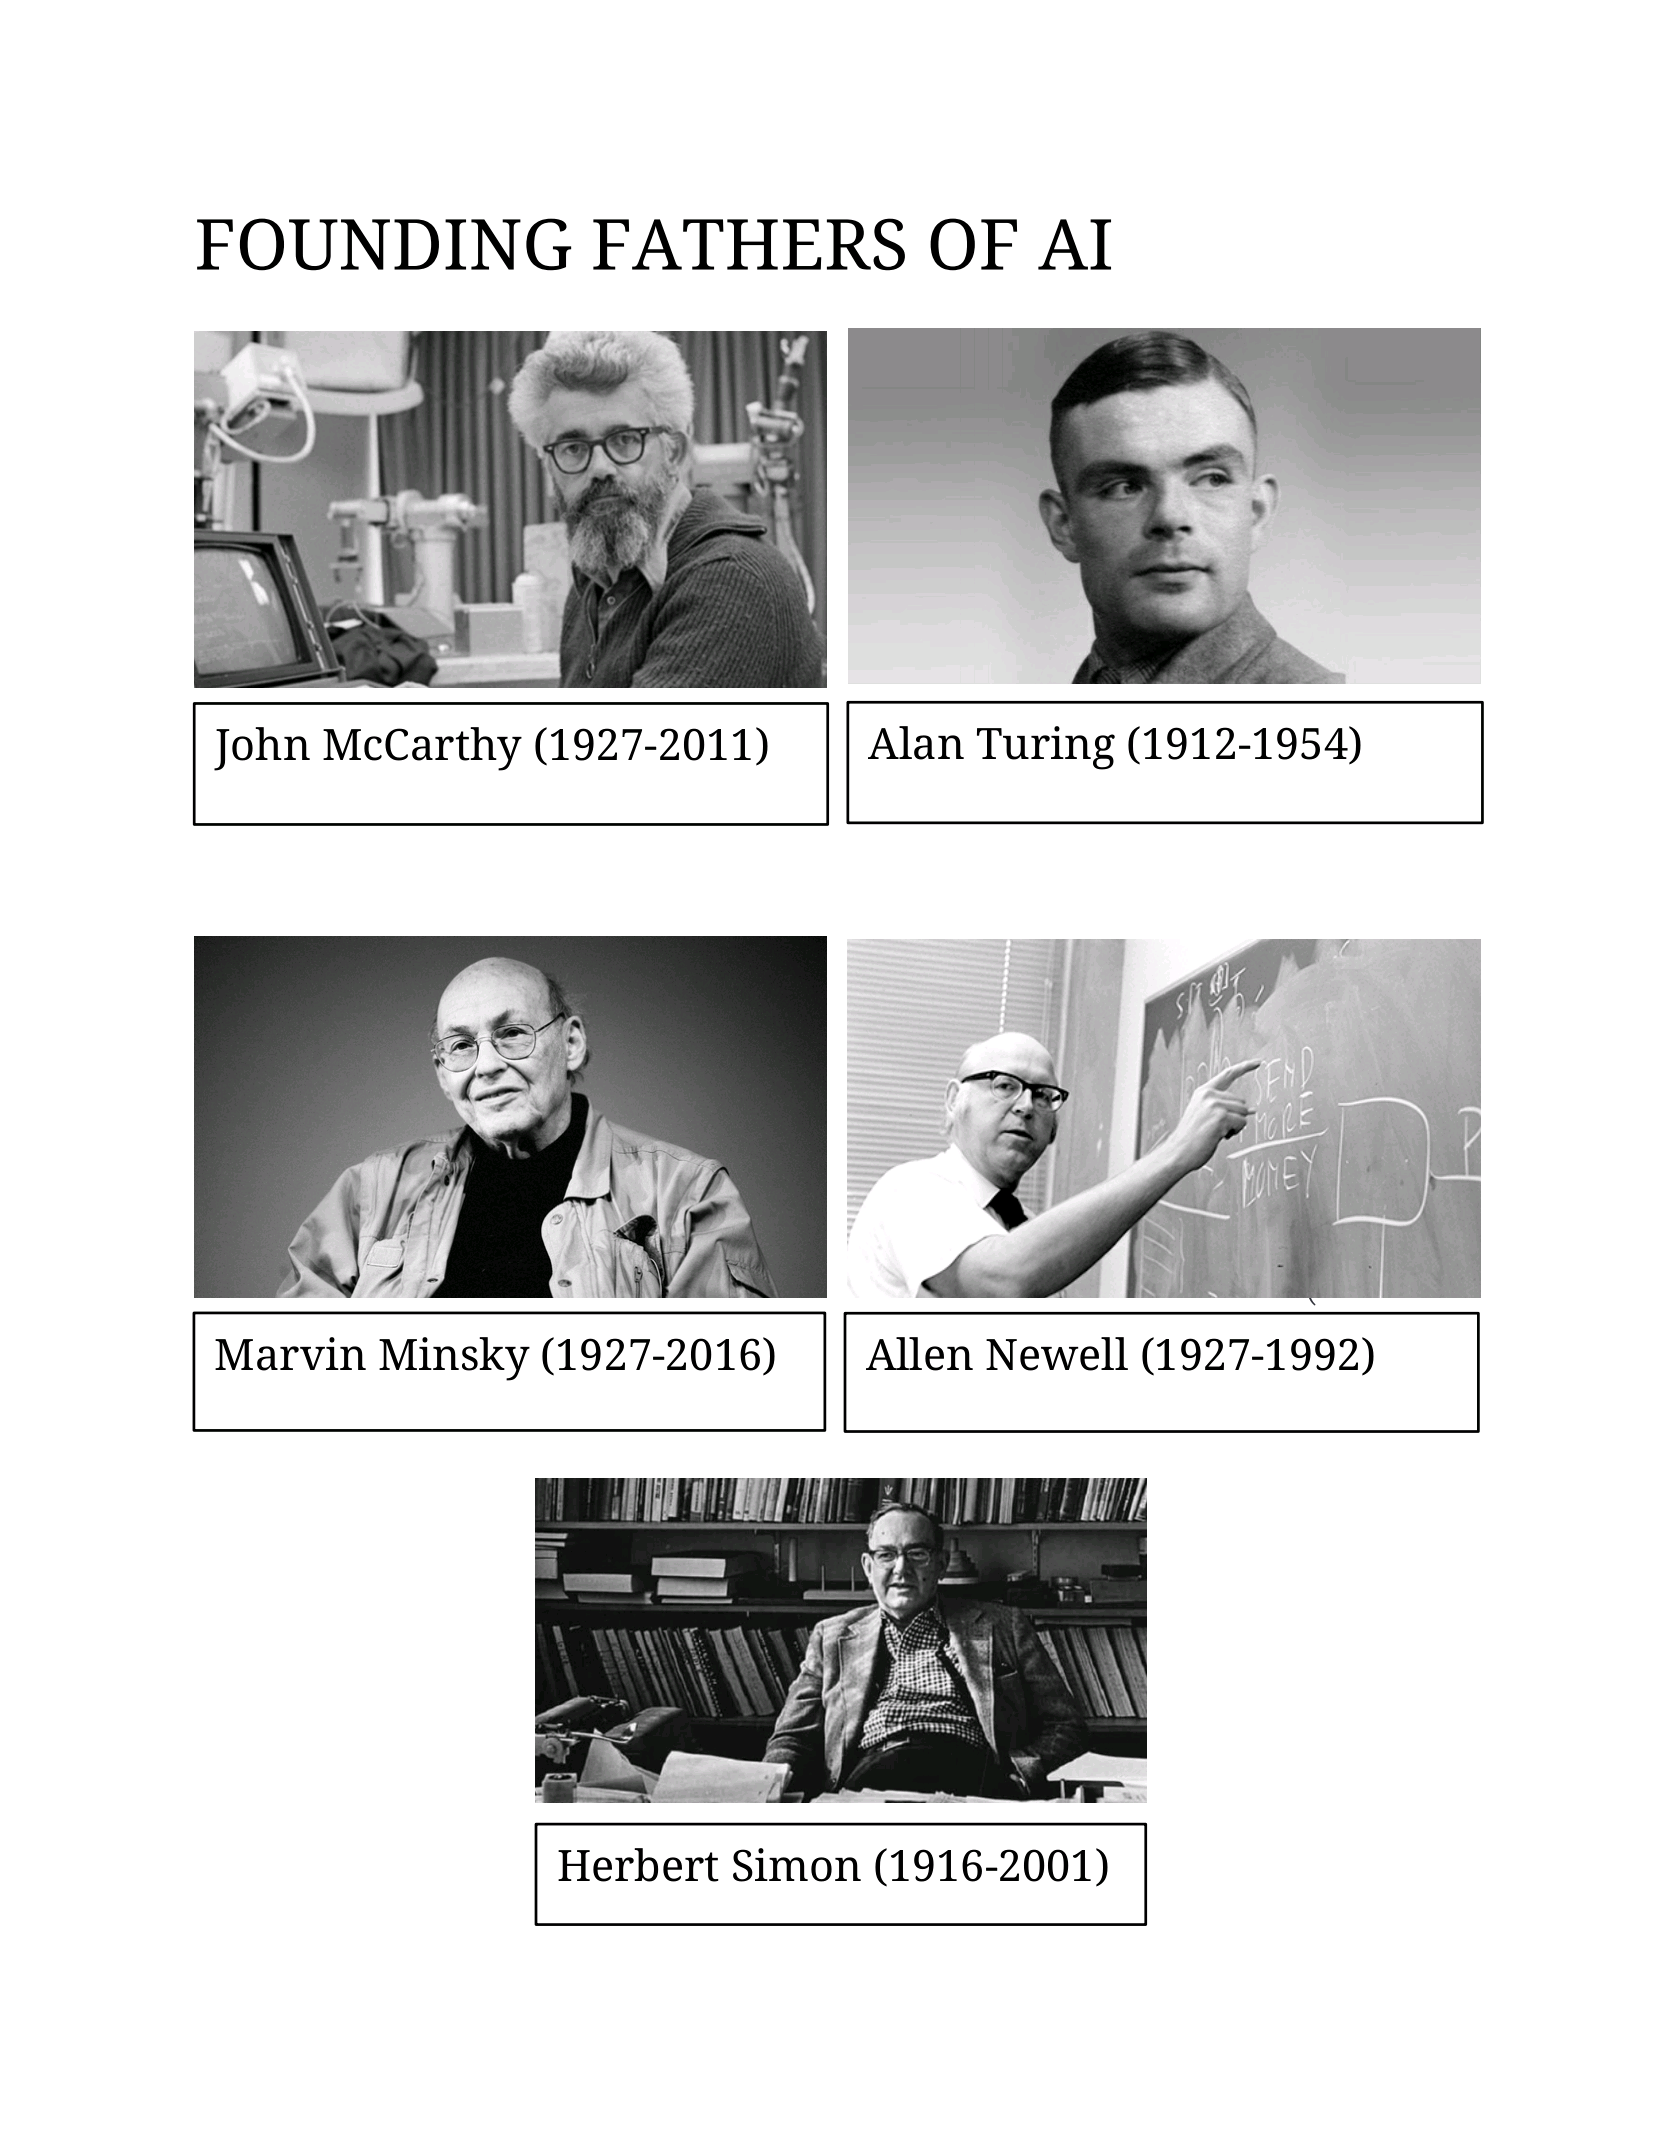 FOUNDING FATHERS OF AI
John McCarthy (1927-2011)
Alan Turing (1912-1954)
SEND
MORE
MONEY
Marvin Minsky (1927-2016)
Allen Newell (1927-1992)
Herbert Simon (1916-2001)